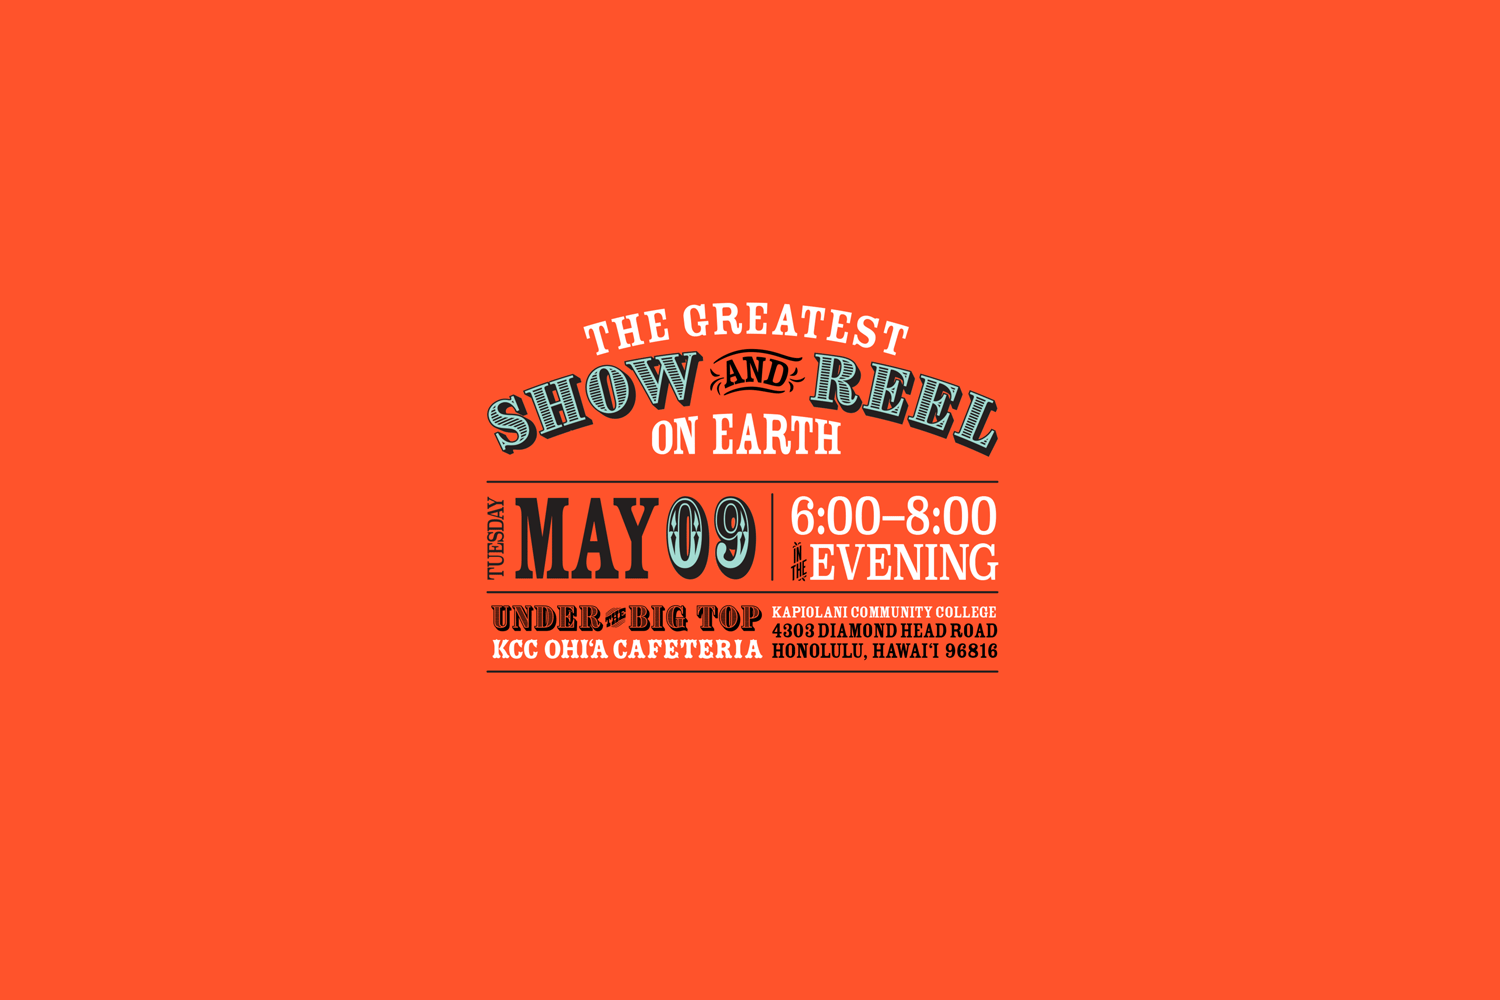 THE GREATEST
SHOW AND REEL
ON EARTH
TUESDAY
MAY 09
6:00–8:00
IN THE EVENING
UNDER THE BIG TOP
KCC OHI‘A CAFETERIA
KAPIOLANI COMMUNITY COLLEGE
4303 DIAMOND HEAD ROAD
HONOLULU, HAWAI‘I 96816